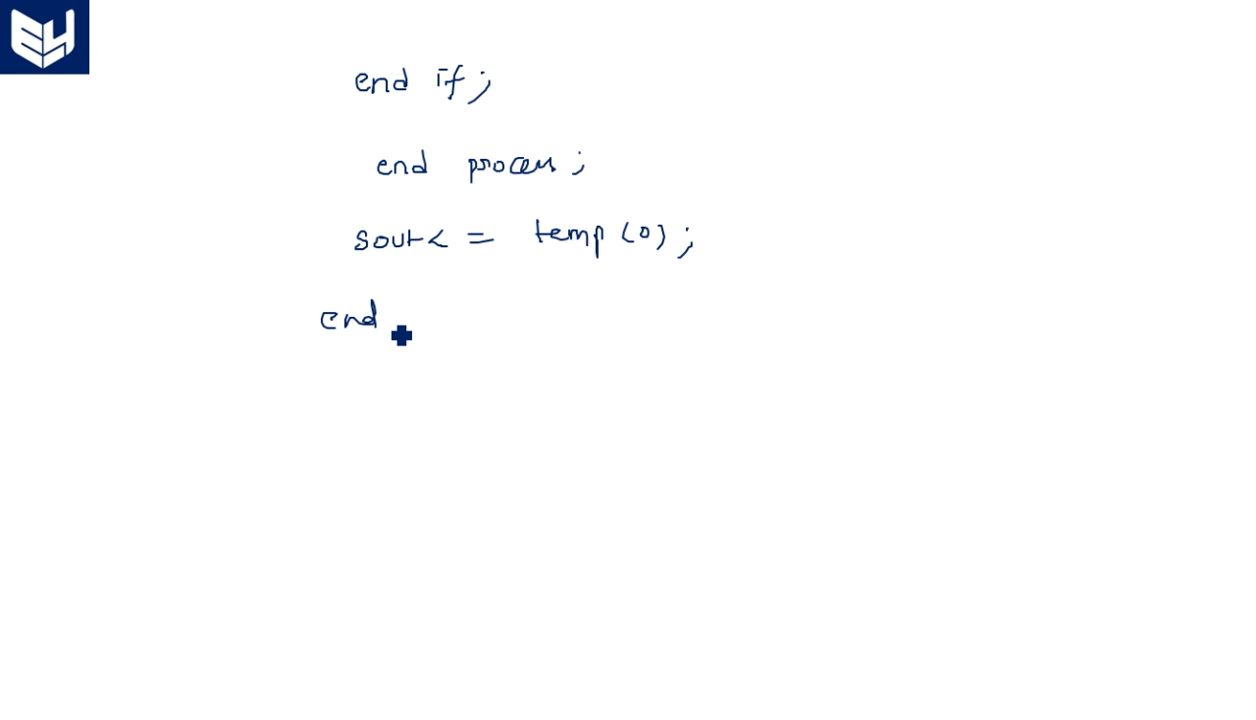 end if;
end process;
sout <= temp(0);
end